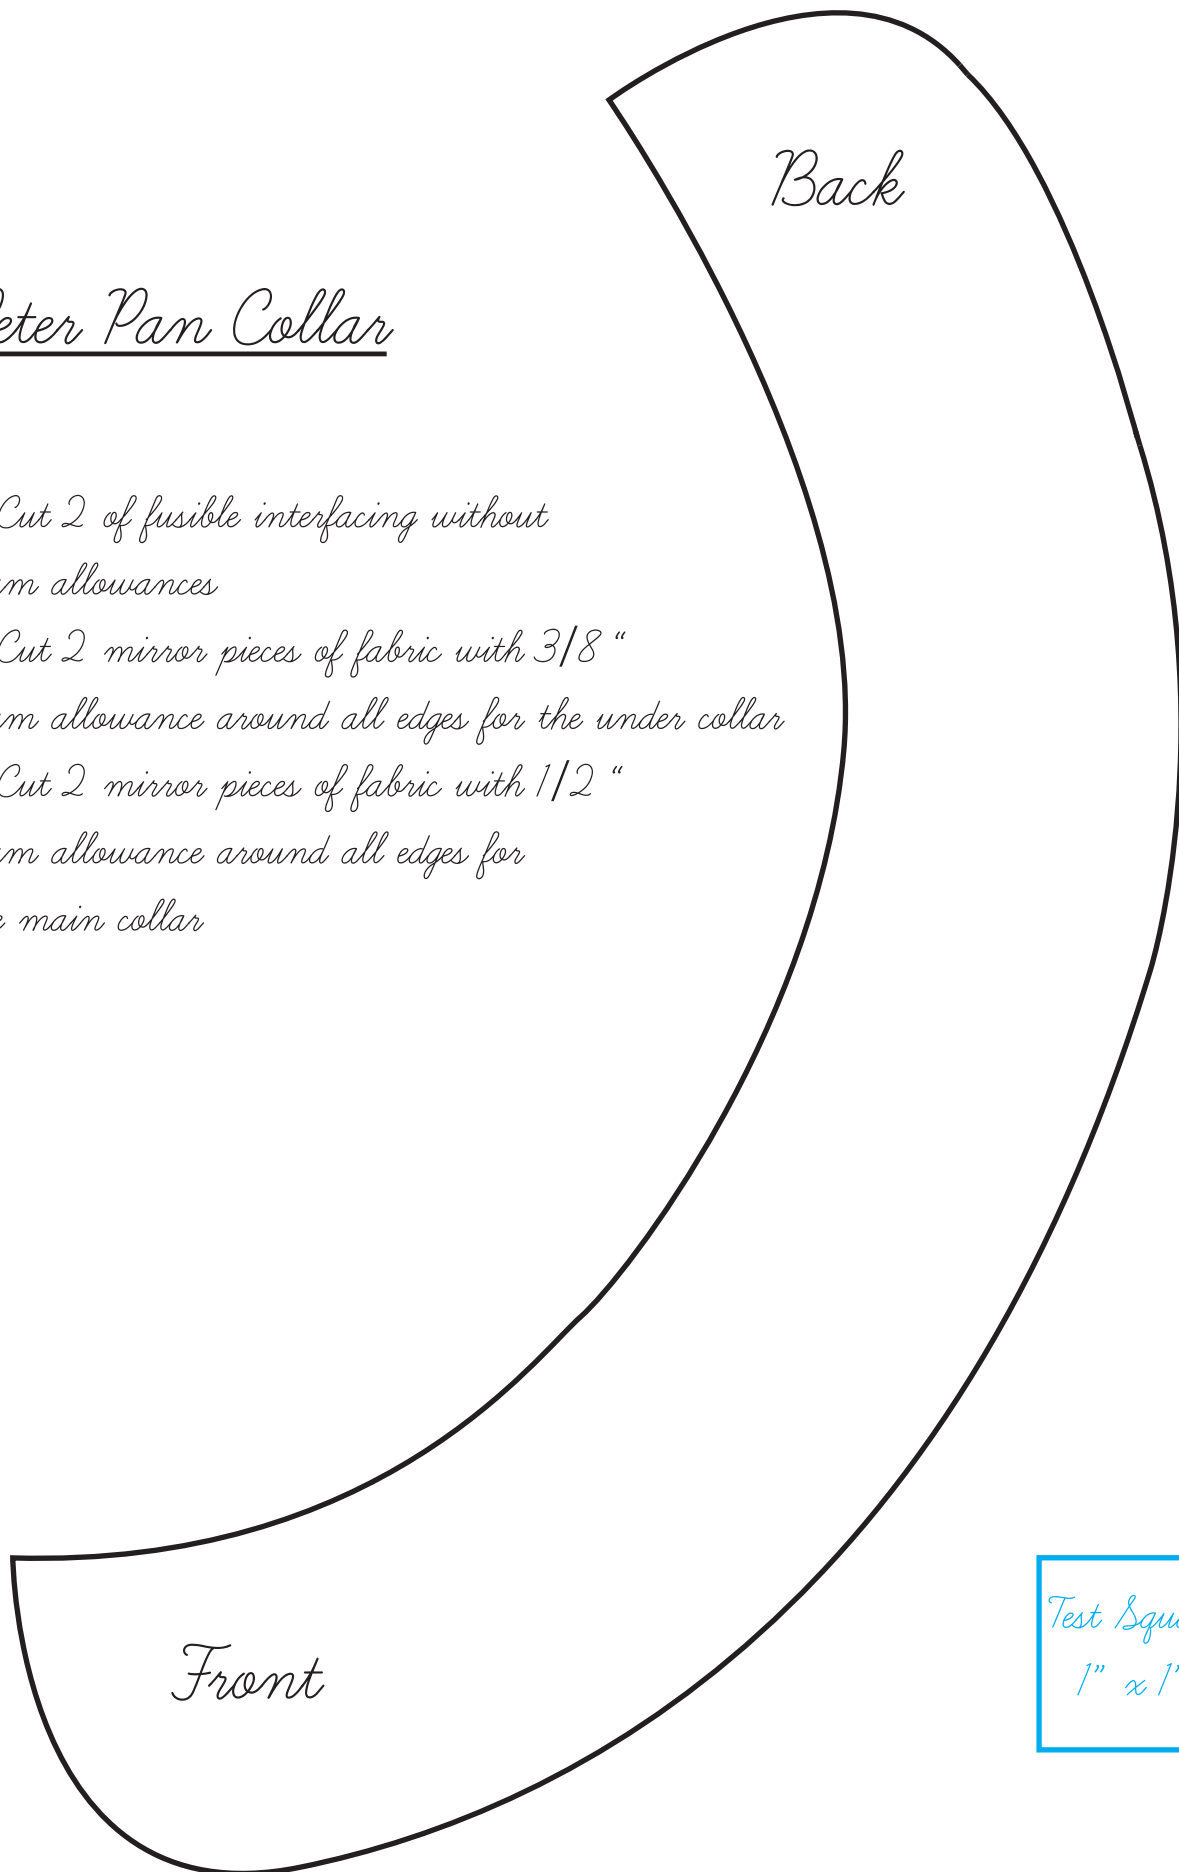 Back
eter Pan Collar
Cut 2 of fusible interfacing without
m allowances
Cut 2 mirror pieces of fabric with 3/8 “
m allowance around all edges for the under collar
Cut 2 mirror pieces of fabric with 1/2 “
m allowance around all edges for
e main collar
Test Squ
1” x 1”
Front